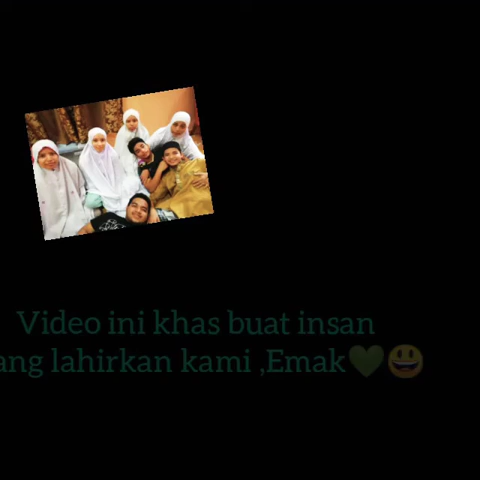 Video ini khas buat insan
ang lahirkan kami ,Emak💚😃